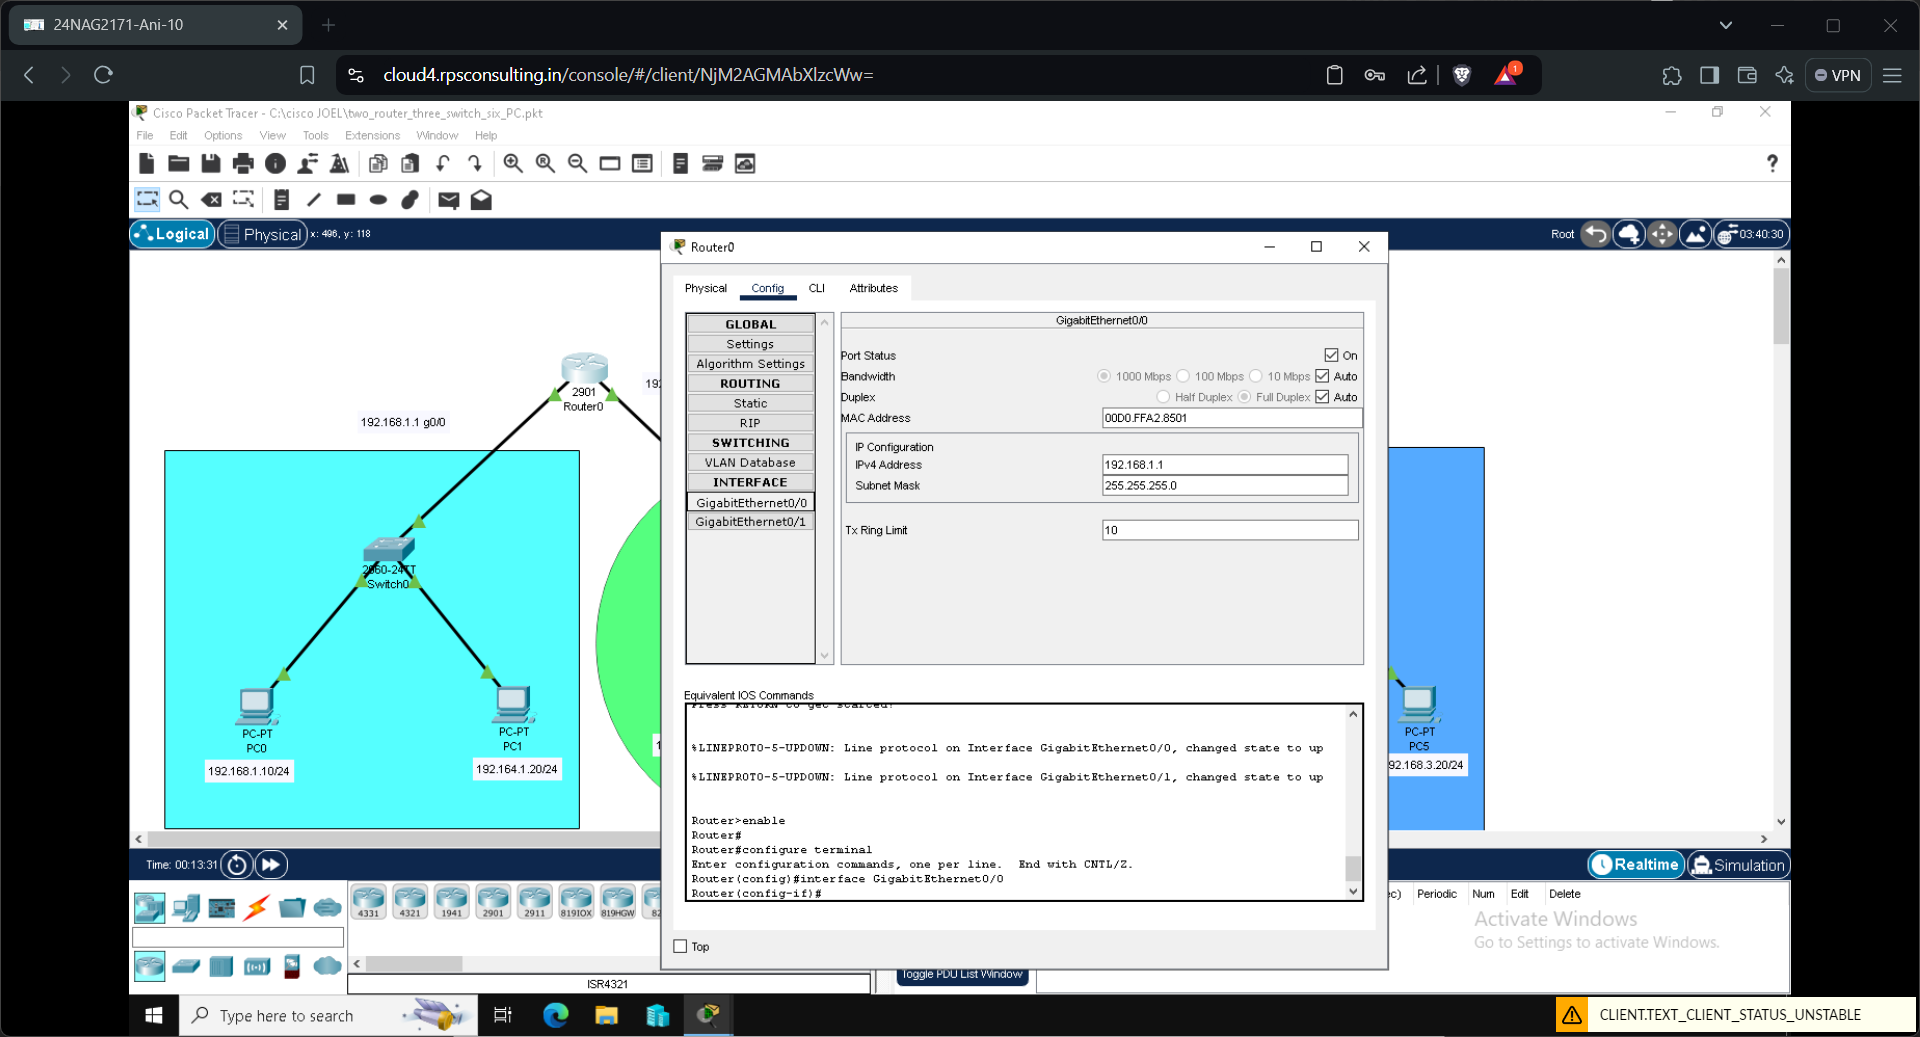 24NAG2171-Ani-10
cloud4.rpsconsulting.in/console/#/client/NjM2AGMAbXlzcWw=
1
VPN
Cisco Packet Tracer - C:\cisco JOEL\two_router_three_switch_six_PC.pkt
File Edit Options View Tools Extensions Window Help
?
Logical Physical x: 496, y: 118
Root 03:40:30
Router0
Physical Config CLI Attributes
GLOBAL
Settings
Algorithm Settings
ROUTING
Static
RIP
SWITCHING
VLAN Database
INTERFACE
GigabitEthernet0/0
GigabitEthernet0/1
GigabitEthernet0/0
Port Status On
Bandwidth 1000 Mbps 100 Mbps 10 Mbps Auto
Duplex Half Duplex Full Duplex Auto
MAC Address 00D0.FFA2.8501
IP Configuration
IPv4 Address 192.168.1.1
Subnet Mask 255.255.255.0
Tx Ring Limit 10
Equivalent IOS Commands
Press RETURN to get started!
%LINEPROTO-5-UPDOWN: Line protocol on Interface GigabitEthernet0/0, changed state to up
%LINEPROTO-5-UPDOWN: Line protocol on Interface GigabitEthernet0/1, changed state to up
Router>enable
Router#
Router#configure terminal
Enter configuration commands, one per line. End with CNTL/Z.
Router(config)#interface GigabitEthernet0/0
Router(config-if)#
Top
2901
Router0
192.168.1.1 g0/0
2960-24TT
Switch0
PC-PT
PC0
192.168.1.10/24
PC-PT
PC1
192.164.1.20/24
PC-PT
PC5
92.168.3.20/24
Time: 00:13:31
Realtime Simulation
4331 4321 1941 2901 2911 819IOX 819HGW 82
ISR4321
Periodic Num Edit Delete
Toggle PDU List Window
Activate Windows
Go to Settings to activate Windows.
Type here to search
CLIENT.TEXT_CLIENT_STATUS_UNSTABLE